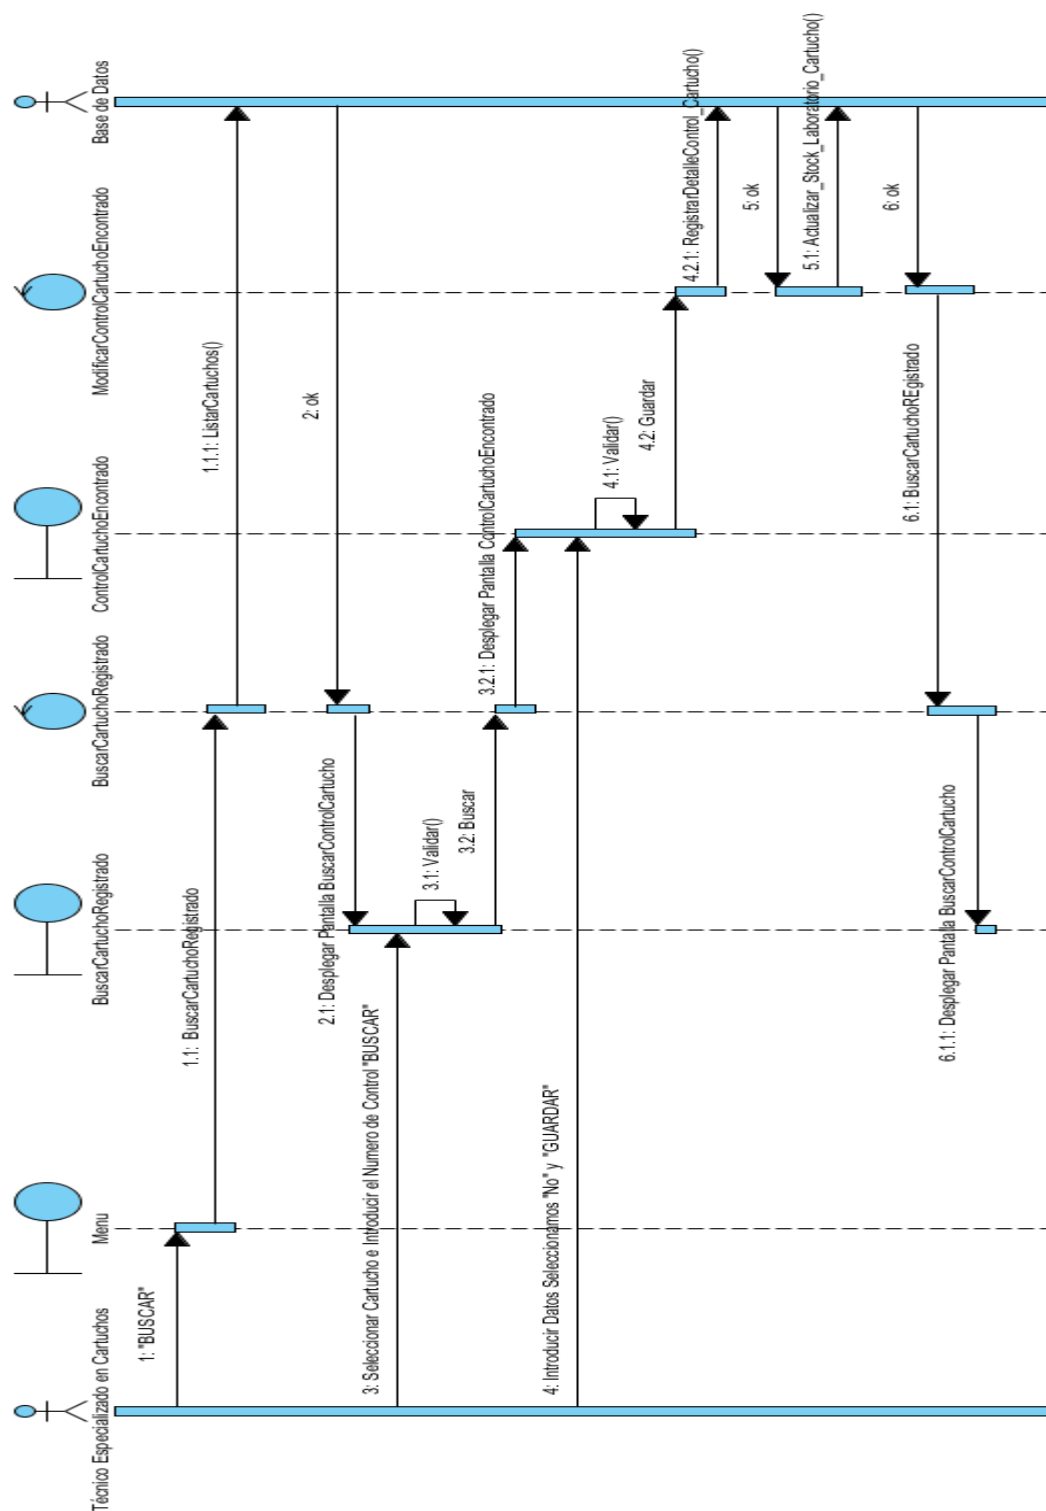 Técnico Especializado en Cartuchos
Menu
BuscarCartuchoRegistrado
BuscarCartuchoRegistrado
ControlCartuchoEncontrado
ModificarControlCartuchoEncontrado
Base de Datos
1: "BUSCAR"
1.1: BuscarCartuchoRegistrado
1.1.1: ListarCartuchos()
2: ok
2.1: Desplegar Pantalla BuscarControlCartucho
3: Seleccionar Cartucho e Introducir el Numero de Control "BUSCAR"
3.1: Validar()
3.2: Buscar
3.2.1: Desplegar Pantalla ControlCartuchoEncontrado
4: Introducir Datos Seleccionamos "No" y "GUARDAR"
4.1: Validar()
4.2: Guardar
4.2.1: RegistrarDetalleControl_Cartucho()
5: ok
5.1: Actualizar_Stock_Laboratorio_Cartucho()
6: ok
6.1: BuscarCartuchoREgistrado
6.1.1: Desplegar Pantalla BuscarControlCartucho